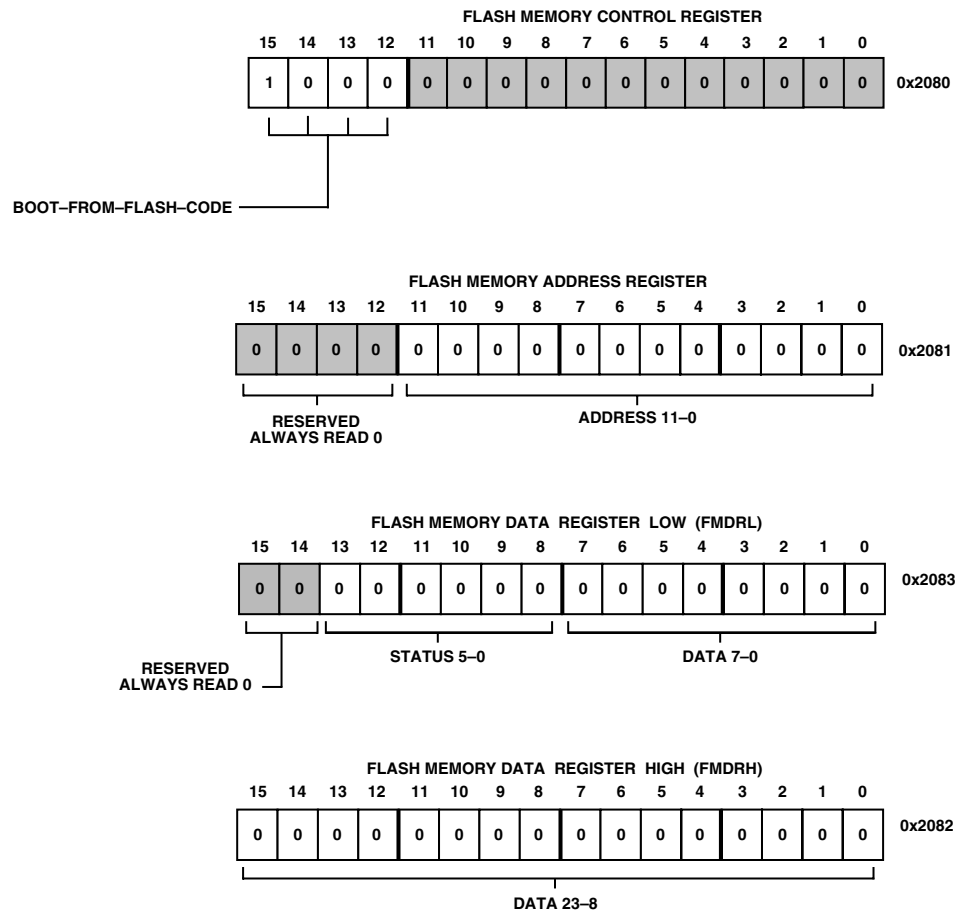 FLASH MEMORY CONTROL REGISTER
15 14 13 12 11 10 9 8 7 6 5 4 3 2 1 0
1 0 0 0 0 0 0 0 0 0 0 0 0 0 0 0 0x2080
BOOT–FROM–FLASH–CODE
FLASH MEMORY ADDRESS REGISTER
15 14 13 12 11 10 9 8 7 6 5 4 3 2 1 0
0 0 0 0 0 0 0 0 0 0 0 0 0 0 0 0 0x2081
RESERVED
ALWAYS READ 0
ADDRESS 11–0
FLASH MEMORY DATA REGISTER LOW (FMDRL)
15 14 13 12 11 10 9 8 7 6 5 4 3 2 1 0
0 0 0 0 0 0 0 0 0 0 0 0 0 0 0 0 0x2083
STATUS 5–0 DATA 7–0
RESERVED
ALWAYS READ 0
FLASH MEMORY DATA REGISTER HIGH (FMDRH)
15 14 13 12 11 10 9 8 7 6 5 4 3 2 1 0
0 0 0 0 0 0 0 0 0 0 0 0 0 0 0 0 0x2082
DATA 23–8